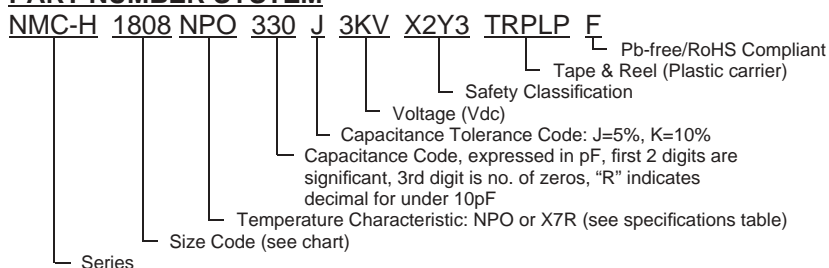 PART NUMBER SYSTEM
NMC-H 1808 NPO 330 J 3KV X2Y3 TRPLP F
Pb-free/RoHS Compliant
Tape & Reel (Plastic carrier)
Safety Classification
Voltage (Vdc)
Capacitance Tolerance Code: J=5%, K=10%
Capacitance Code, expressed in pF, first 2 digits are
significant, 3rd digit is no. of zeros, “R” indicates
decimal for under 10pF
Temperature Characteristic: NPO or X7R (see specifications table)
Size Code (see chart)
Series